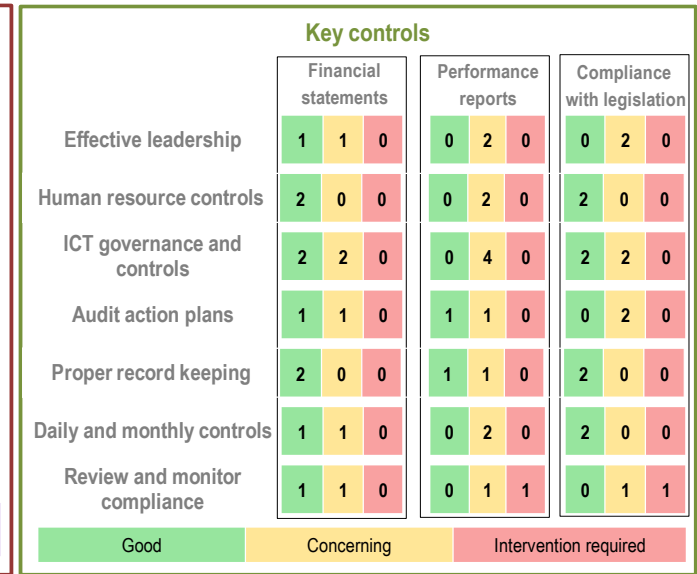 Key controls
Financial statements
Performance reports
Compliance with legislation
Effective leadership 1 1 0 0 2 0 0 2 0
Human resource controls 2 0 0 0 2 0 2 0 0
ICT governance and
controls 2 2 0 0 4 0 2 2 0
Audit action plans 1 1 0 1 1 0 0 2 0
Proper record keeping 2 0 0 1 1 0 2 0 0
Daily and monthly controls 1 1 0 0 2 0 2 0 0
Review and monitor
compliance 1 1 0 0 1 1 0 1 1
Good Concerning Intervention required